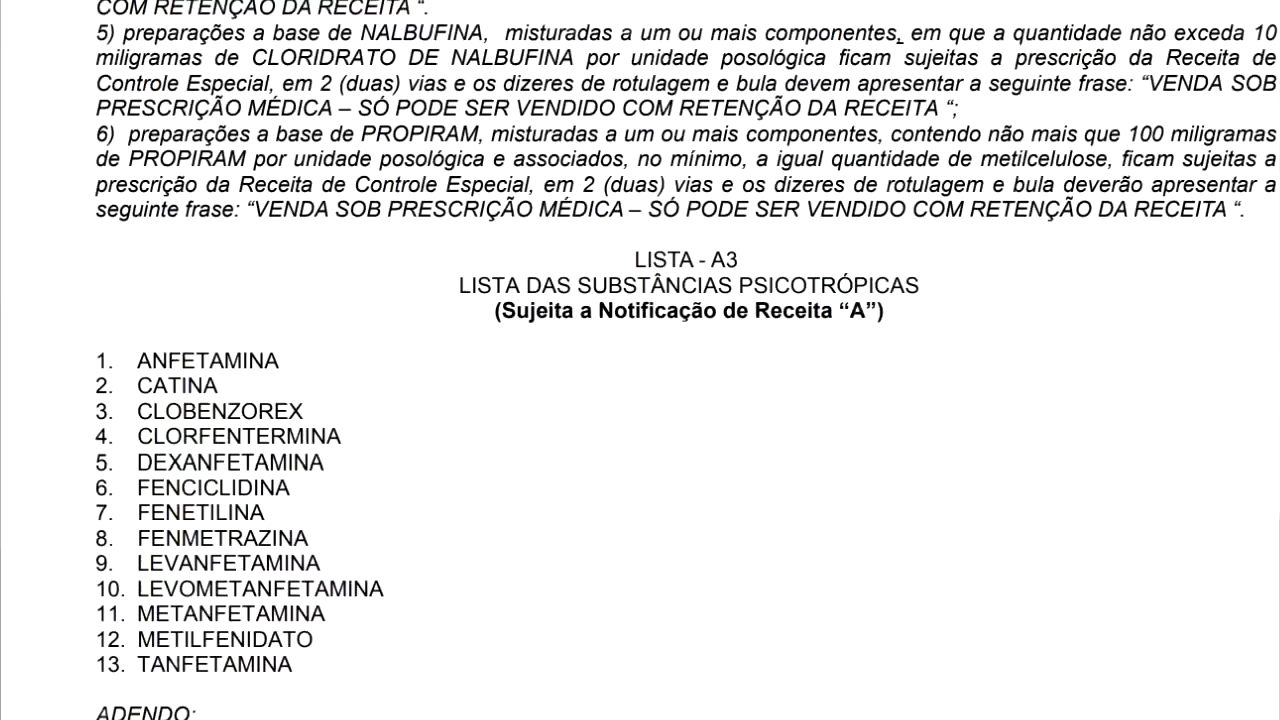 COM RETENÇÃO DA RECEITA “.
5) preparações a base de NALBUFINA, misturadas a um ou mais componentes, em que a quantidade não exceda 10
miligramas de CLORIDRATO DE NALBUFINA por unidade posológica ficam sujeitas a prescrição da Receita de
Controle Especial, em 2 (duas) vias e os dizeres de rotulagem e bula devem apresentar a seguinte frase: “VENDA SOB
PRESCRIÇÃO MÉDICA – SÓ PODE SER VENDIDO COM RETENÇÃO DA RECEITA “;
6) preparações a base de PROPIRAM, misturadas a um ou mais componentes, contendo não mais que 100 miligramas
de PROPIRAM por unidade posológica e associados, no mínimo, a igual quantidade de metilcelulose, ficam sujeitas a
prescrição da Receita de Controle Especial, em 2 (duas) vias e os dizeres de rotulagem e bula deverão apresentar a
seguinte frase: “VENDA SOB PRESCRIÇÃO MÉDICA – SÓ PODE SER VENDIDO COM RETENÇÃO DA RECEITA “.
LISTA - A3
LISTA DAS SUBSTÂNCIAS PSICOTRÓPICAS
(Sujeita a Notificação de Receita “A”)
1. ANFETAMINA
2. CATINA
3. CLOBENZOREX
4. CLORFENTERMINA
5. DEXANFETAMINA
6. FENCICLIDINA
7. FENETILINA
8. FENMETRAZINA
9. LEVANFETAMINA
10. LEVOMETANFETAMINA
11. METANFETAMINA
12. METILFENIDATO
13. TANFETAMINA
ADENDO: